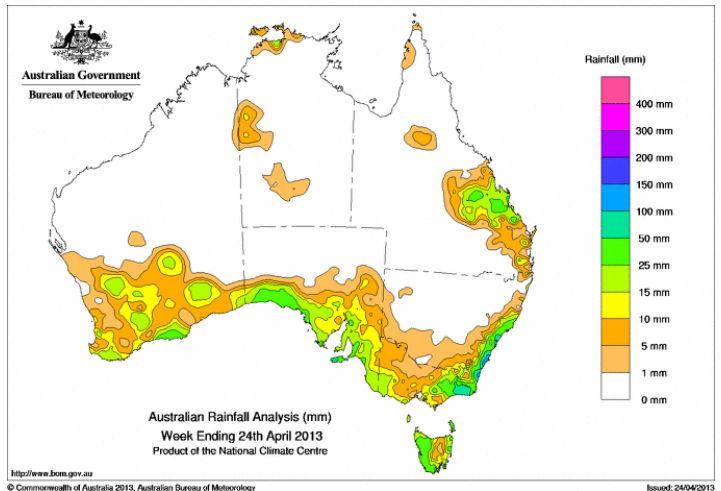 Australian Government
Bureau of Meteorology
Rainfall (mm)
400 mm
300 mm
200 mm
150 mm
100 mm
50 mm
25 mm
15 mm
10 mm
5 mm
1 mm
0 mm
Australian Rainfall Analysis (mm)
Week Ending 24th April 2013
Product of the National Climate Centre
http://www.bom.gov.au
© Commonwealth of Australia 2013, Australian Bureau of Meteorology
Issued: 24/04/2013